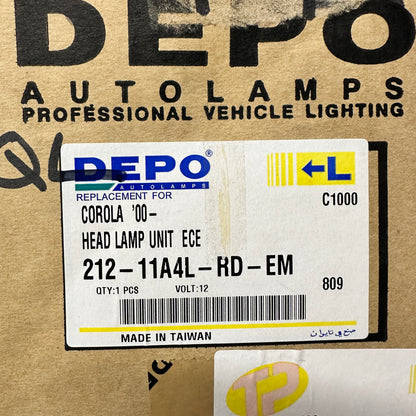 DEPO
AUTOLAMPS
PROFESSIONAL VEHICLE LIGHTING
QL
DEPO®
AUTOLAMPS
REPLACEMENT FOR
←L
C1000
COROLA '00-
HEAD LAMP UNIT ECE
212-11A4L-RD-EM
QTY:1 PCS VOLT:12
809
MADE IN TAIWAN
صنع في تايوان